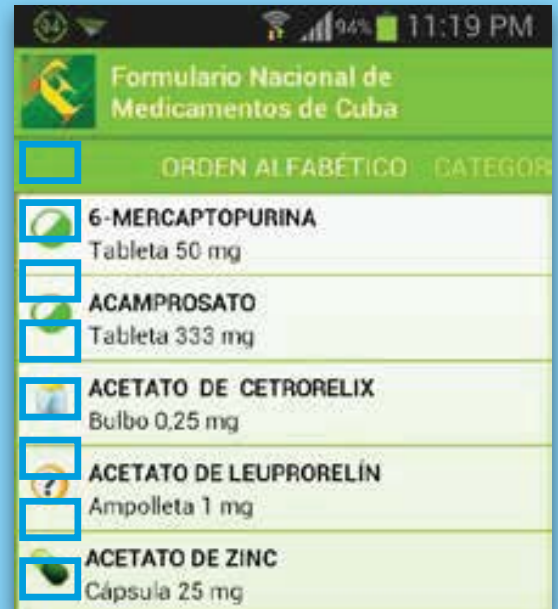 94 94% 11:19 PM
Formulario Nacional de
Medicamentos de Cuba
ORDEN ALFABÉTICO CATEGOR
6-MERCAPTOPURINA
Tableta 50 mg
ACAMPROSATO
Tableta 333 mg
ACETATO DE CETRORELIX
Bulbo 0,25 mg
ACETATO DE LEUPRORELÍN
Ampolleta 1 mg
ACETATO DE ZINC
Cápsula 25 mg